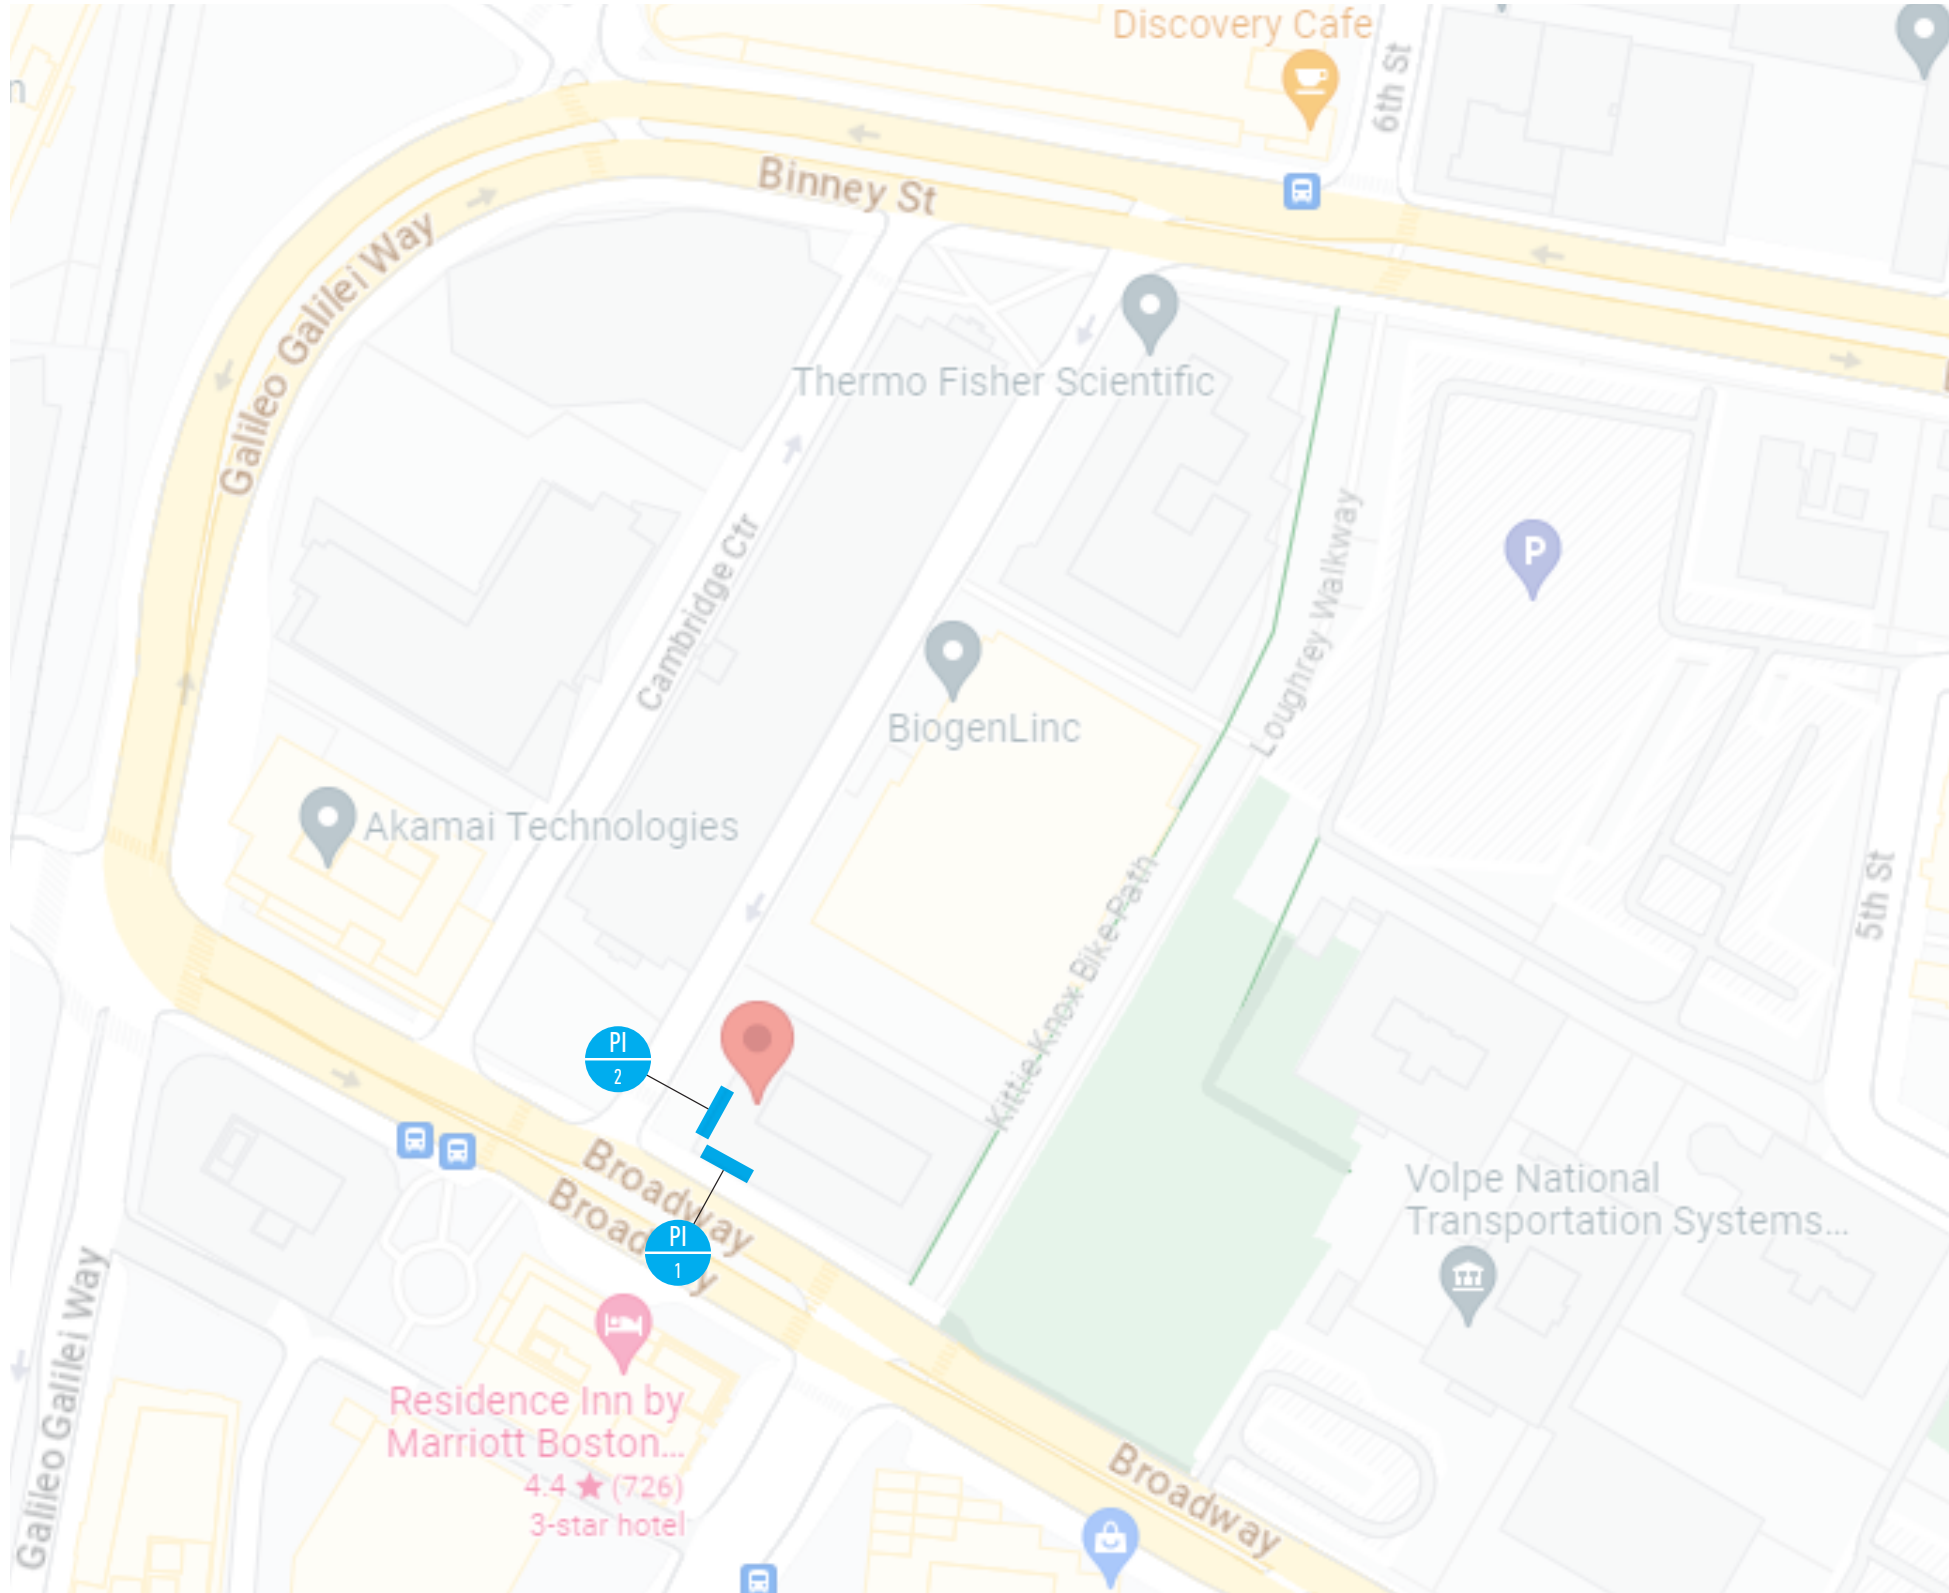 Discovery Cafe
6th St
n
Binney St
Galileo Galilei Way
Thermo Fisher Scientific
P
Cambridge Ctr
Loughrey Walkway
BiogenLinc
Akamai Technologies
5th St
Kittie Knox Bike Path
PI
2
Broadway
Broadway
PI
1
Volpe National
Transportation Systems...
Galileo Galilei Way
Residence Inn by
Marriott Boston...
4.4 ★ (726)
3-star hotel
Broadway